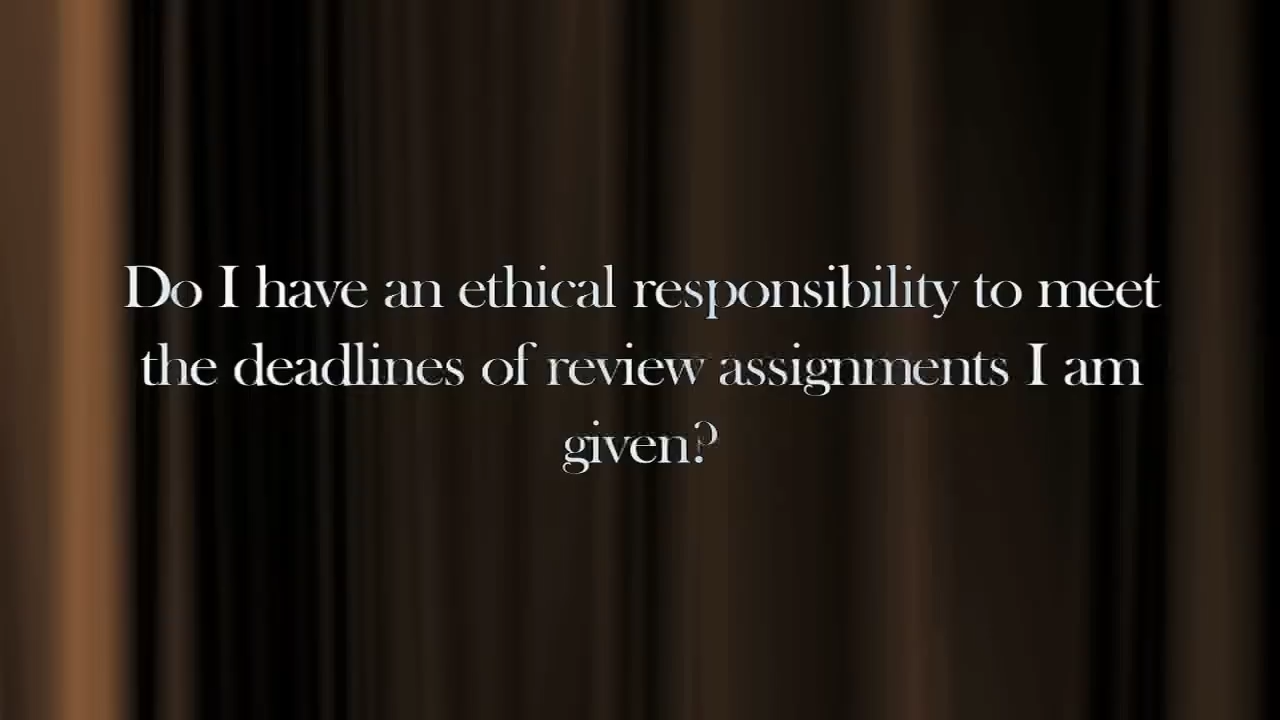 Do I have an ethical responsibility to meet
the deadlines of review assignments I am
given?